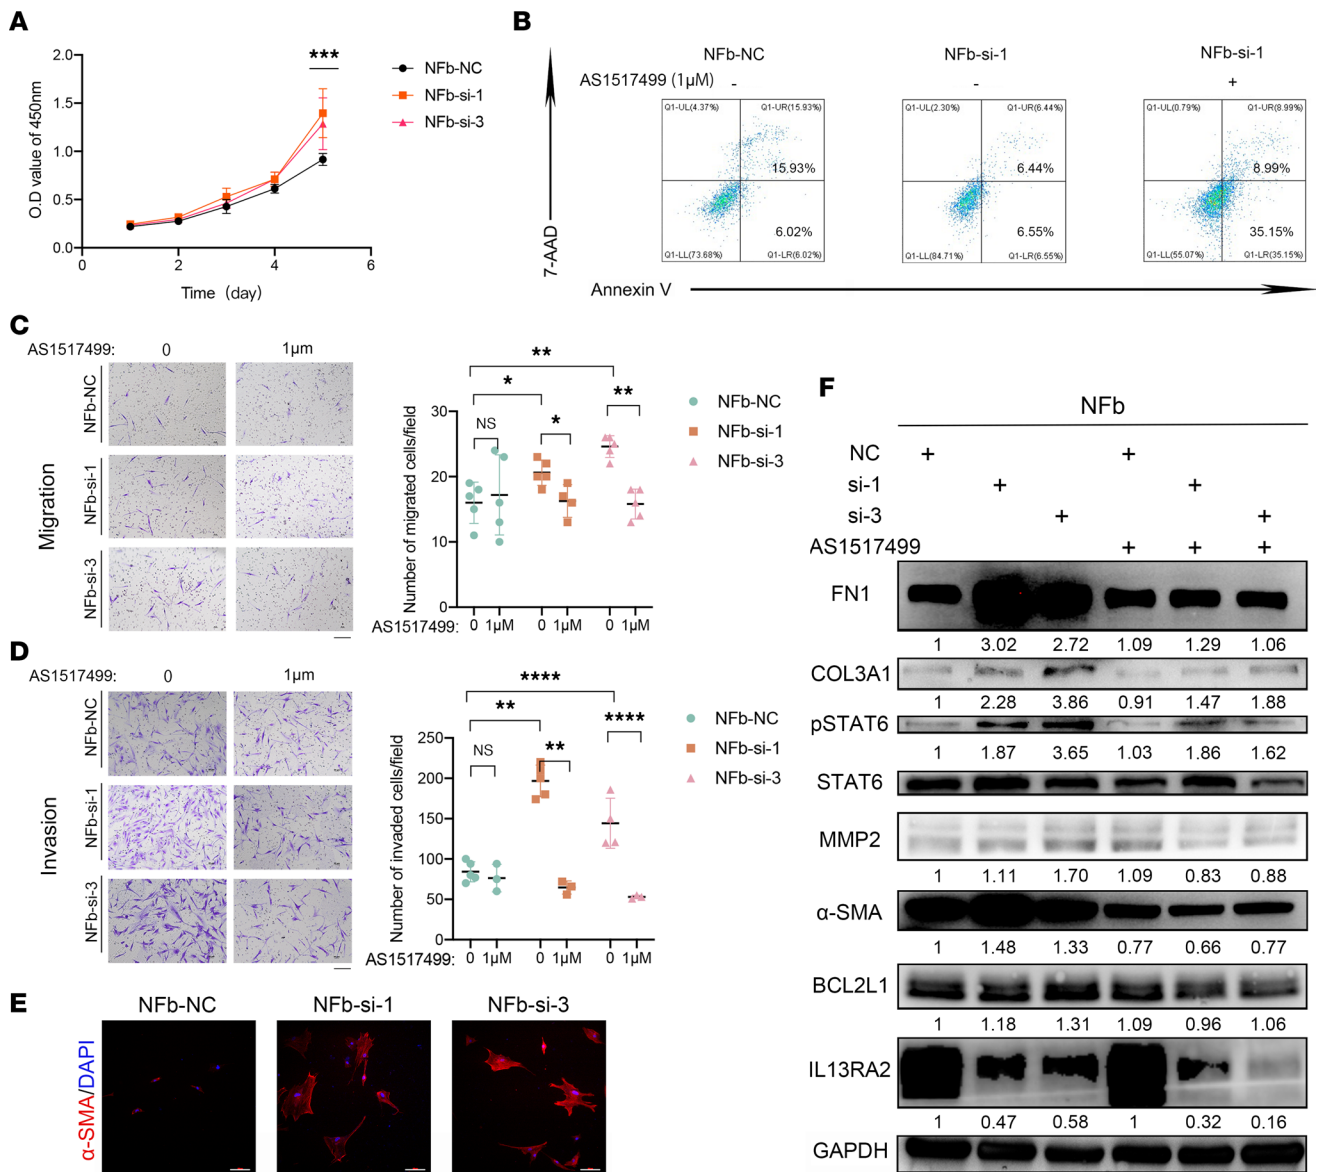 A
2.0
1.5
1.0
0.5
0.0
O.D value of 450nm
0 2 4 6
Time (day)
***
NFb-NC
NFb-si-1
NFb-si-3
B
NFb-NC NFb-si-1 NFb-si-1
AS1517499 (1μM) - - +
Q1-UL(4.37%) Q1-UR(15.93%)
15.93%
6.02%
Q1-LL(73.68%) Q1-LR(6.02%)
Q1-UL(2.30%) Q1-UR(6.44%)
6.44%
6.55%
Q1-LL(84.71%) Q1-LR(6.55%)
Q1-UL(0.79%) Q1-UR(8.99%)
8.99%
35.15%
Q1-LL(55.07%) Q1-LR(35.15%)
7-AAD
Annexin V
C
AS1517499: 0 1μm
Migration
NFb-NC
NFb-si-1
NFb-si-3
Number of migrated cells/field
30
20
10
0
**
*
**
NS
*
AS1517499: 0 1μM 0 1μM 0 1μM
NFb-NC
NFb-si-1
NFb-si-3
D
AS1517499: 0 1μm
Invasion
NFb-NC
NFb-si-1
NFb-si-3
Number of invaded cells/field
250
200
150
100
50
0
****
**
****
NS
**
AS1517499: 0 1μM 0 1μM 0 1μM
NFb-NC
NFb-si-1
NFb-si-3
E
NFb-NC NFb-si-1 NFb-si-3
α-SMA/DAPI
F
NFb
NC + +
si-1 + +
si-3 + +
AS1517499 + + +
FN1
1 3.02 2.72 1.09 1.29 1.06
COL3A1
1 2.28 3.86 0.91 1.47 1.88
pSTAT6
1 1.87 3.65 1.03 1.86 1.62
STAT6
MMP2
1 1.11 1.70 1.09 0.83 0.88
α-SMA
1 1.48 1.33 0.77 0.66 0.77
BCL2L1
1 1.18 1.31 1.09 0.96 1.06
IL13RA2
1 0.47 0.58 1 0.32 0.16
GAPDH